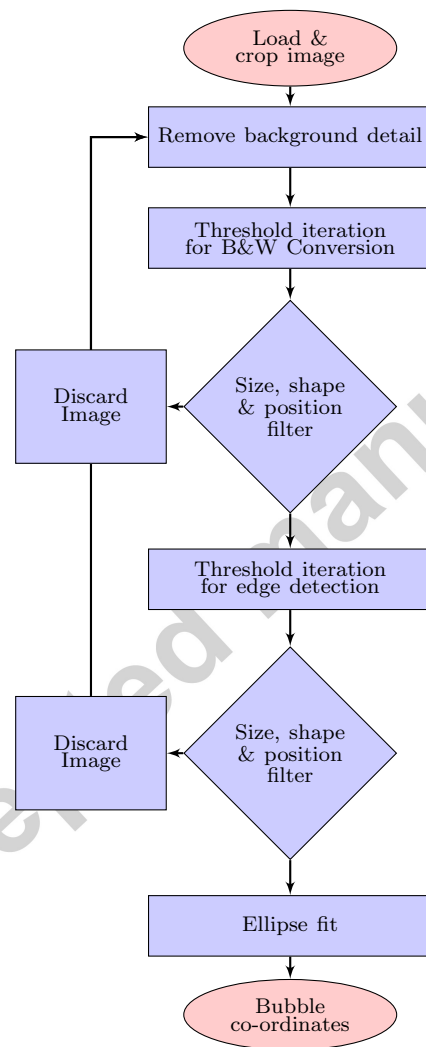 Load &
crop image
Remove background detail
Threshold iteration
for B&W Conversion
Size, shape
& position
filter
Discard
Image
Threshold iteration
for edge detection
Size, shape
& position
filter
Discard
Image
Ellipse fit
Bubble
co-ordinates